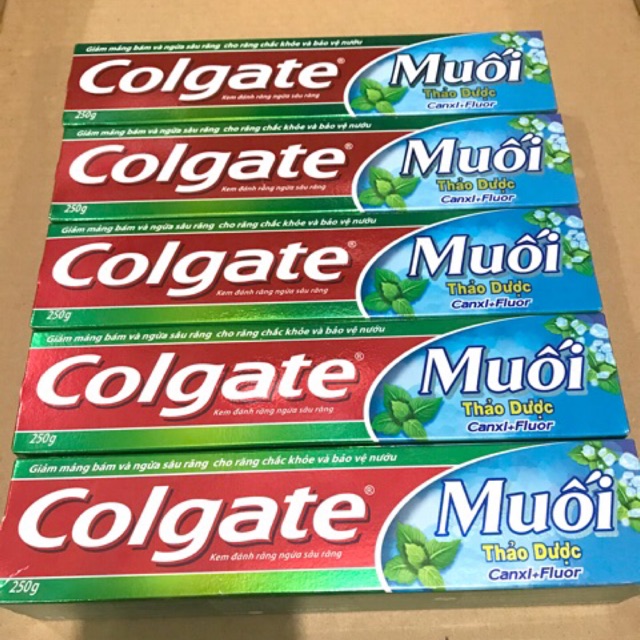 Giảm mảng bám và ngừa sâu răng cho răng chắc khỏe và bảo vệ nướu
Colgate®
Muối
Thảo Dược
Canxi+Fluor
Kem đánh răng ngừa sâu răng
250g
Giảm mảng bám và ngừa sâu răng cho răng chắc khỏe và bảo vệ nướu
Colgate®
Muối
Thảo Dược
Canxi+Fluor
Kem đánh răng ngừa sâu răng
250g
Giảm mảng bám và ngừa sâu răng cho răng chắc khỏe và bảo vệ nướu
Colgate®
Muối
Thảo Dược
Canxi+Fluor
Kem đánh răng ngừa sâu răng
250g
Giảm mảng bám và ngừa sâu răng cho răng chắc khỏe và bảo vệ nướu
Colgate®
Muối
Thảo Dược
Canxi+Fluor
Kem đánh răng ngừa sâu răng
250g
Giảm mảng bám và ngừa sâu răng cho răng chắc khỏe và bảo vệ nướu
Colgate®
Muối
Thảo Dược
Canxi+Fluor
Kem đánh răng ngừa sâu răng
250g